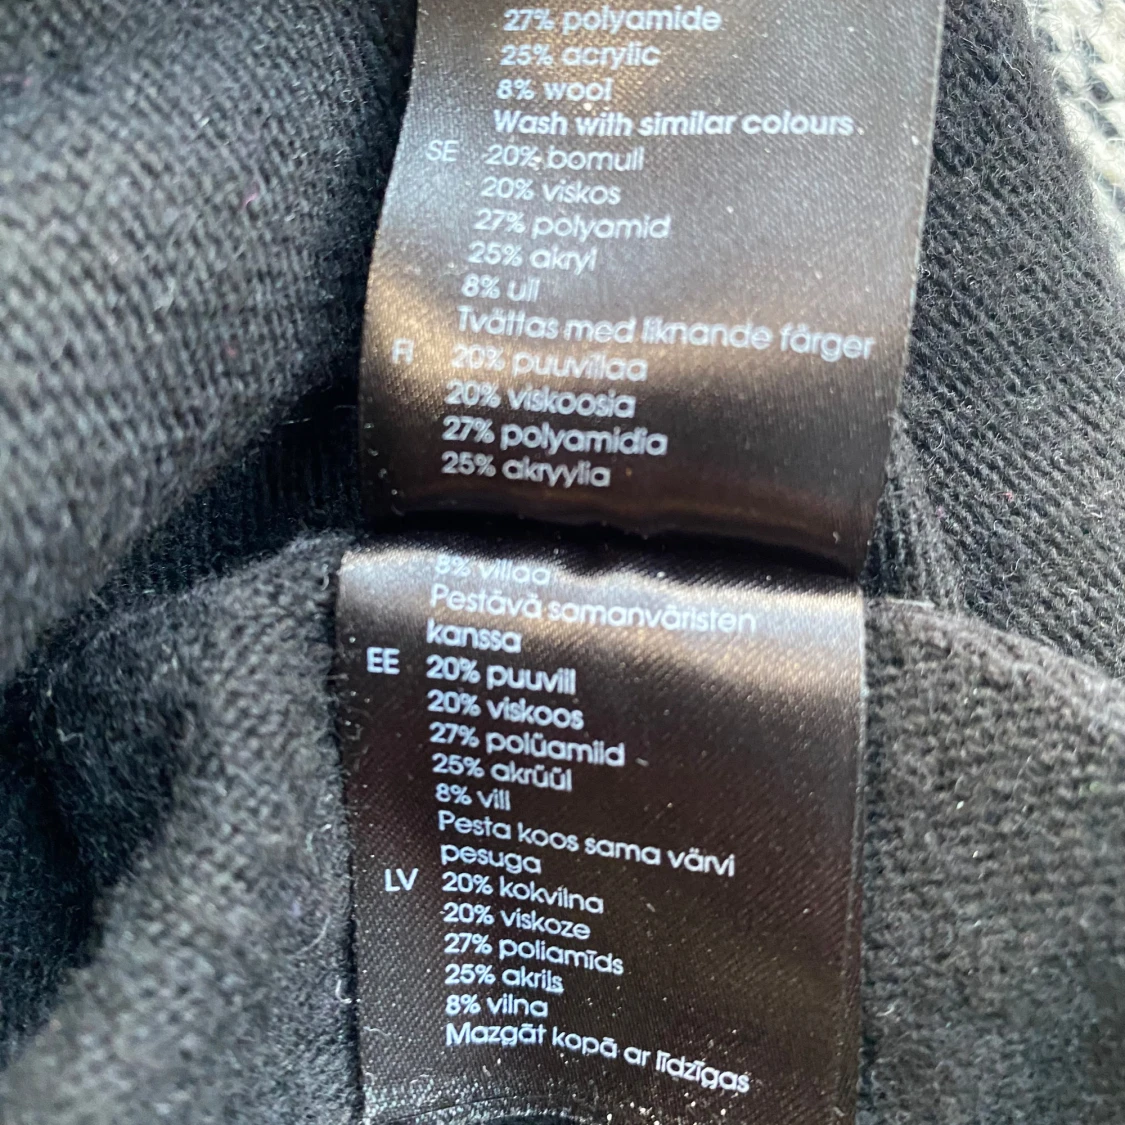 27% polyamide
25% acrylic
8% wool
Wash with similar colours
SE 20% bomull
20% viskos
27% polyamid
25% akryl
8% ull
Tvättas med liknande färger
FI 20% puuvillaa
20% viskoosia
27% polyamidia
25% akryylia
8% villaa
Pestävä samanväristen
kanssa
EE 20% puuvill
20% viskoos
27% polüamiid
25% akrüül
8% vill
Pesta koos sama värvi
pesuga
LV 20% kokvilna
20% viskoze
27% poliamīds
25% akrils
8% vilna
Mazgāt kopā ar līdzīgas